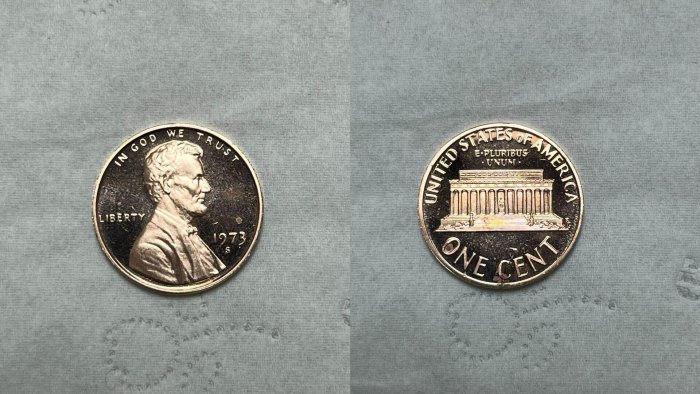 IN GOD WE TRUST
LIBERTY
1973
S
UNITED STATES OF AMERICA
E·PLURIBUS
·UNUM·
ONE CENT